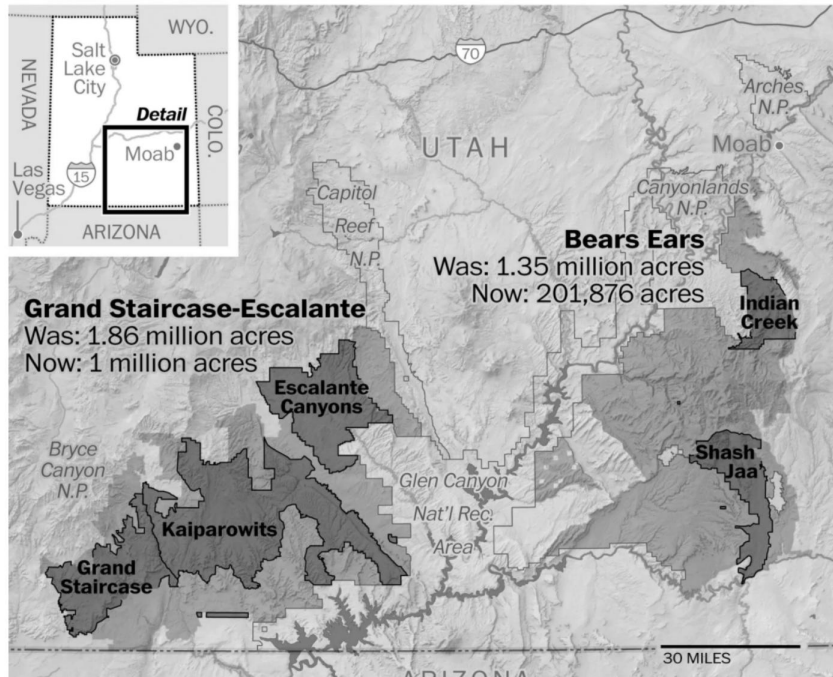 WYO.
Salt
Lake
City
NEVADA
Detail
COLO.
Moab
Las
Vegas
15
ARIZONA
70
UTAH
Arches
N.P.
Moab
Canyonlands
N.P.
Capitol
Reef
N.P.
Bears Ears
Was: 1.35 million acres
Now: 201,876 acres
Indian
Creek
Grand Staircase-Escalante
Was: 1.86 million acres
Now: 1 million acres
Escalante
Canyons
Bryce
Canyon
N.P.
Shash
Jaa'
Glen Canyon
Nat'l Rec.
Area
Kaiparowits
Grand
Staircase
30 MILES
ARIZONA